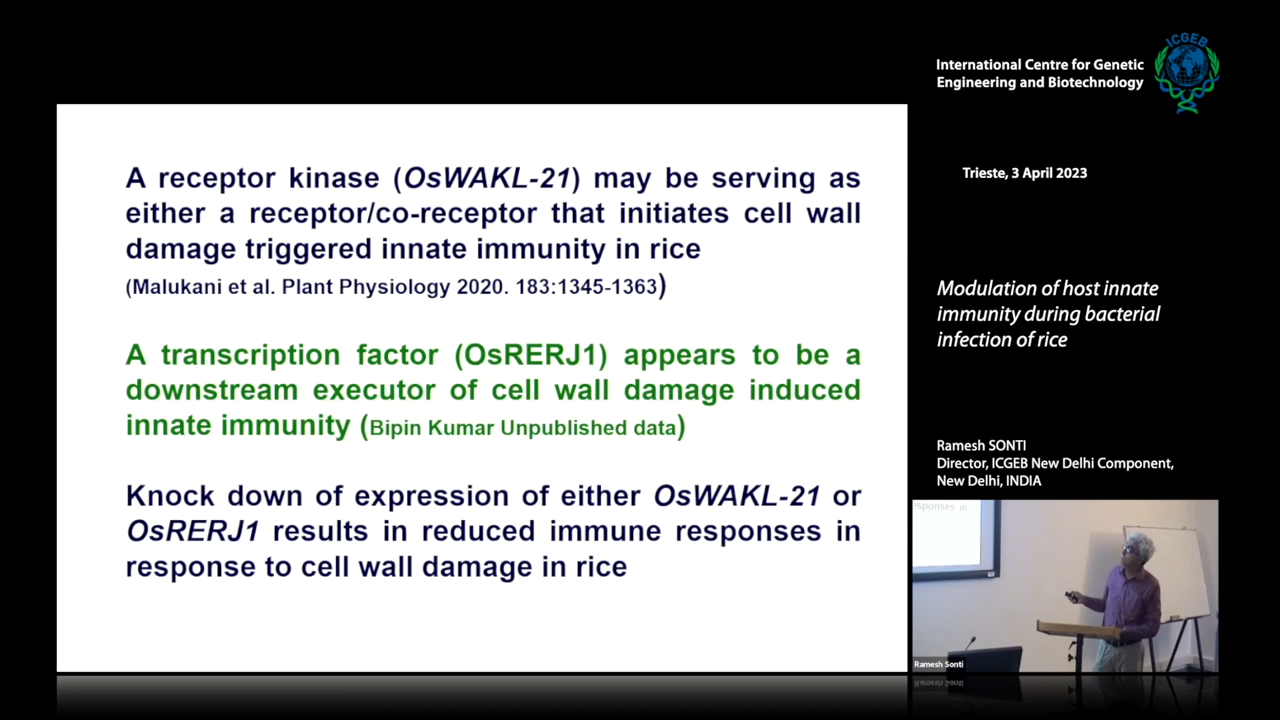 A receptor kinase (OsWAKL-21) may be serving as
either a receptor/co-receptor that initiates cell wall
damage triggered innate immunity in rice
(Malukani et al. Plant Physiology 2020. 183:1345-1363)
A transcription factor (OsRERJ1) appears to be a
downstream executor of cell wall damage induced
innate immunity (Bipin Kumar Unpublished data)
Knock down of expression of either OsWAKL-21 or
OsRERJ1 results in reduced immune responses in
response to cell wall damage in rice
International Centre for Genetic
Engineering and Biotechnology
ICGEB
Trieste, 3 April 2023
Modulation of host innate
immunity during bacterial
infection of rice
Ramesh SONTI
Director, ICGEB New Delhi Component,
New Delhi, INDIA
sponses in
Ramesh Sonti